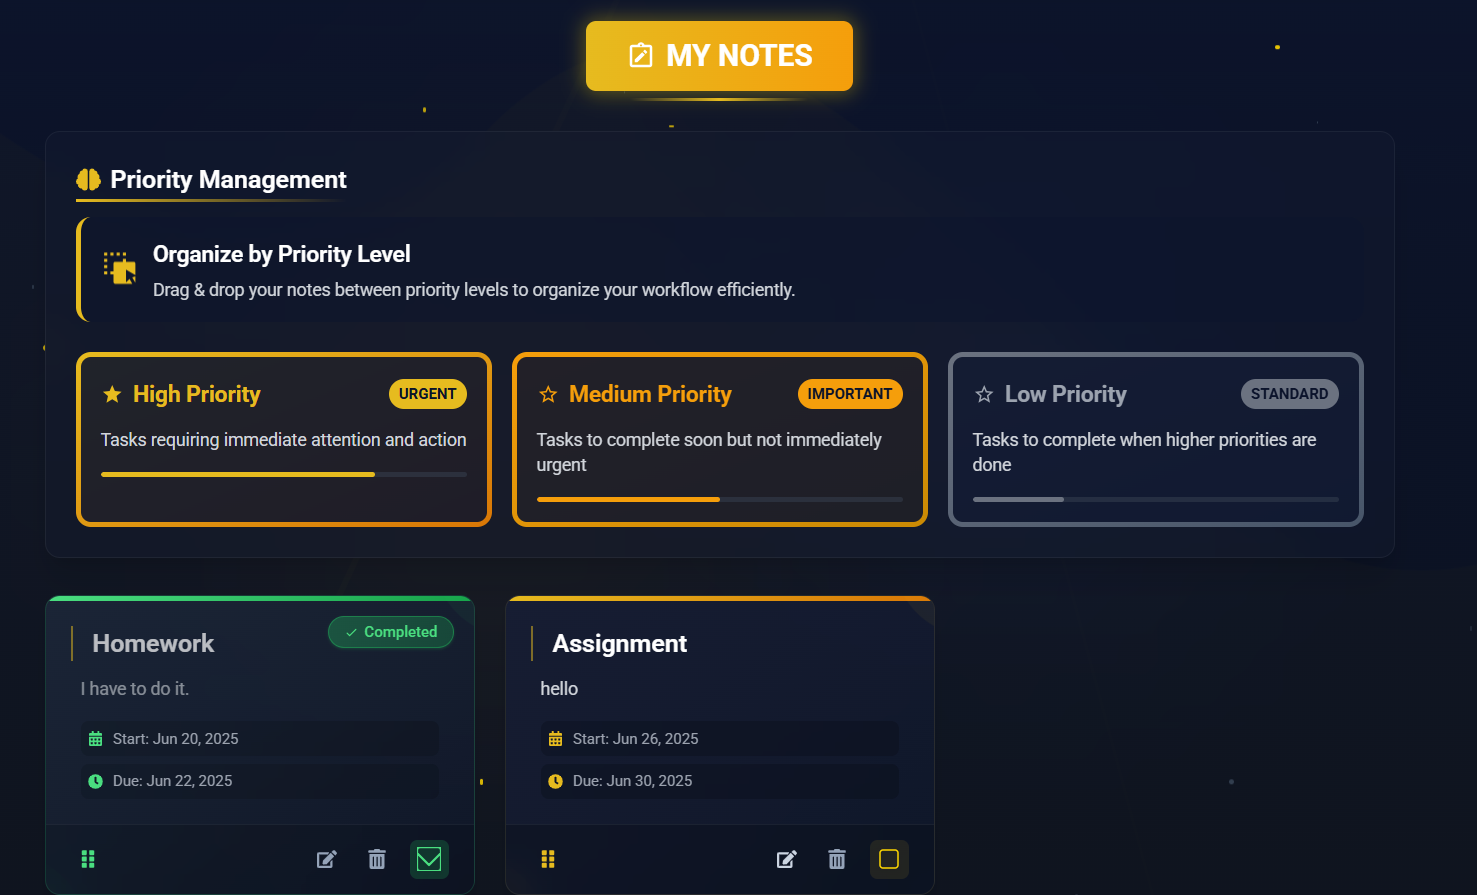 MY NOTES
Priority Management
Organize by Priority Level
Drag & drop your notes between priority levels to organize your workflow efficiently.
High Priority
URGENT
Tasks requiring immediate attention and action
Medium Priority
IMPORTANT
Tasks to complete soon but not immediately
urgent
Low Priority
STANDARD
Tasks to complete when higher priorities are
done
Homework
Completed
I have to do it.
Start: Jun 20, 2025
Due: Jun 22, 2025
Assignment
hello
Start: Jun 26, 2025
Due: Jun 30, 2025